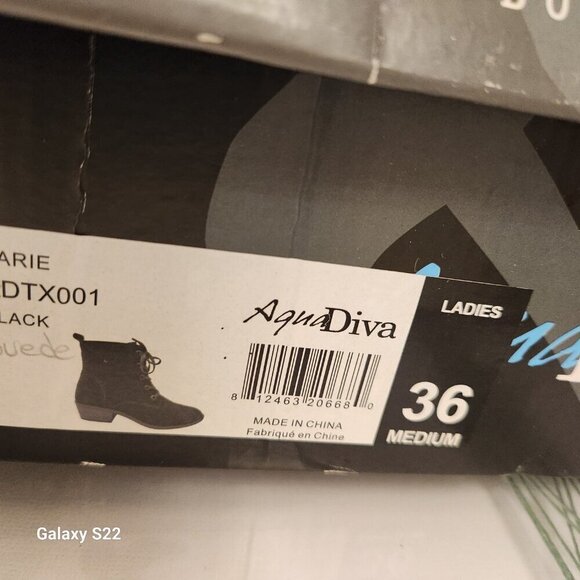 BO
ARIE
DTX001
LACK
suede
AquaDiva
8 12463 20668 0
MADE IN CHINA
Fabriqué en Chine
LADIES
36
MEDIUM
Galaxy S22